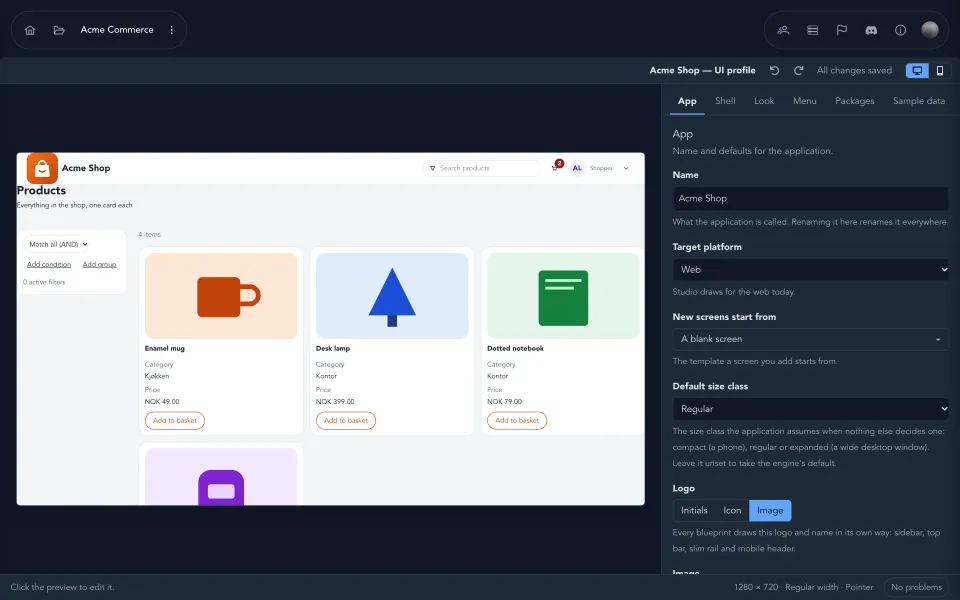 Acme Commerce
Acme Shop — UI profile
All changes saved
App Shell Look Menu Packages Sample data
Acme Shop
Search products
2
AL
Shopper
Products
Everything in the shop, one card each
Match all (AND)
Add condition Add group
0 active filters
4 items
Enamel mug
Category
Kjøkken
Price
NOK 49.00
Add to basket
Desk lamp
Category
Kontor
Price
NOK 399.00
Add to basket
Dotted notebook
Category
Kontor
Price
NOK 79.00
Add to basket
App
Name and defaults for the application.
Name
Acme Shop
What the application is called. Renaming it here renames it everywhere.
Target platform
Web
Studio draws for the web today.
New screens start from
A blank screen
The template a screen you add starts from.
Default size class
Regular
The size class the application assumes when nothing else decides one:
compact (a phone), regular or expanded (a wide desktop window).
Leave it unset to take the engine's default.
Logo
Initials Icon Image
Every blueprint draws this logo and name in its own way: sidebar, top
bar, slim rail and mobile header.
Image
Click the preview to edit it.
1280 × 720 · Regular width · Pointer
No problems